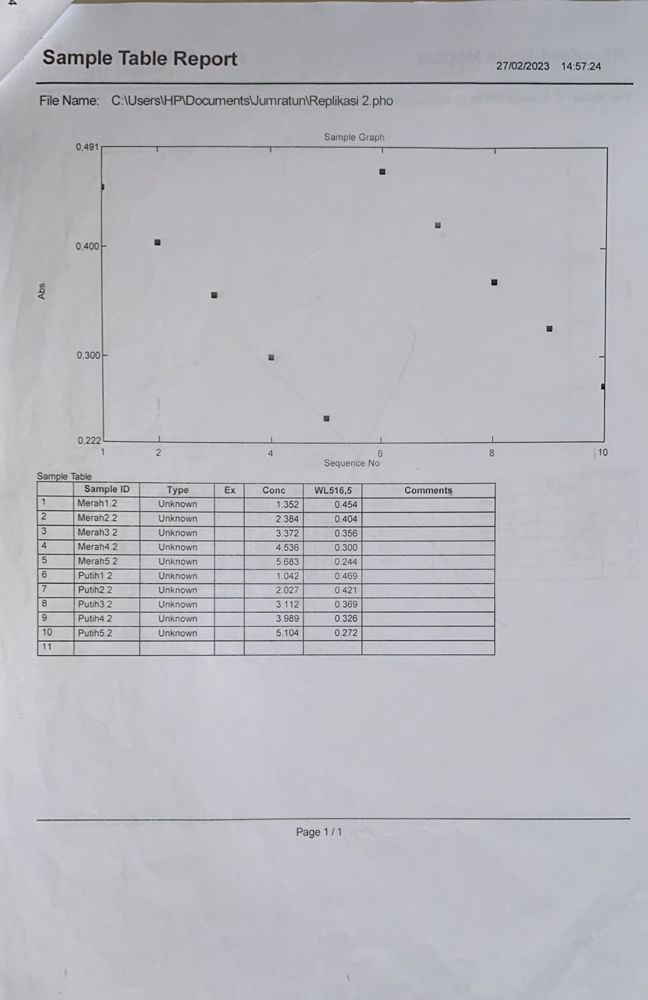 4
Sample Table Report
27/02/2023 14:57:24
File Name: C:\Users\HP\Documents\Jumratun\Replikasi 2.pho
Sample Graph
0,491
0,400
Abs.
0,300
0,222
1 2 4 6 8 10
Sequence No
Sample Table
Sample ID Type Ex Conc WL516,5 Comments
1 Merah1.2 Unknown 1.352 0.454
2 Merah2.2 Unknown 2.384 0.404
3 Merah3.2 Unknown 3.372 0.356
4 Merah4.2 Unknown 4.536 0.300
5 Merah5.2 Unknown 5.683 0.244
6 Putih1.2 Unknown 1.042 0.469
7 Putih2.2 Unknown 2.027 0.421
8 Putih3.2 Unknown 3.112 0.369
9 Putih4.2 Unknown 3.989 0.326
10 Putih5.2 Unknown 5.104 0.272
11
Page 1 / 1